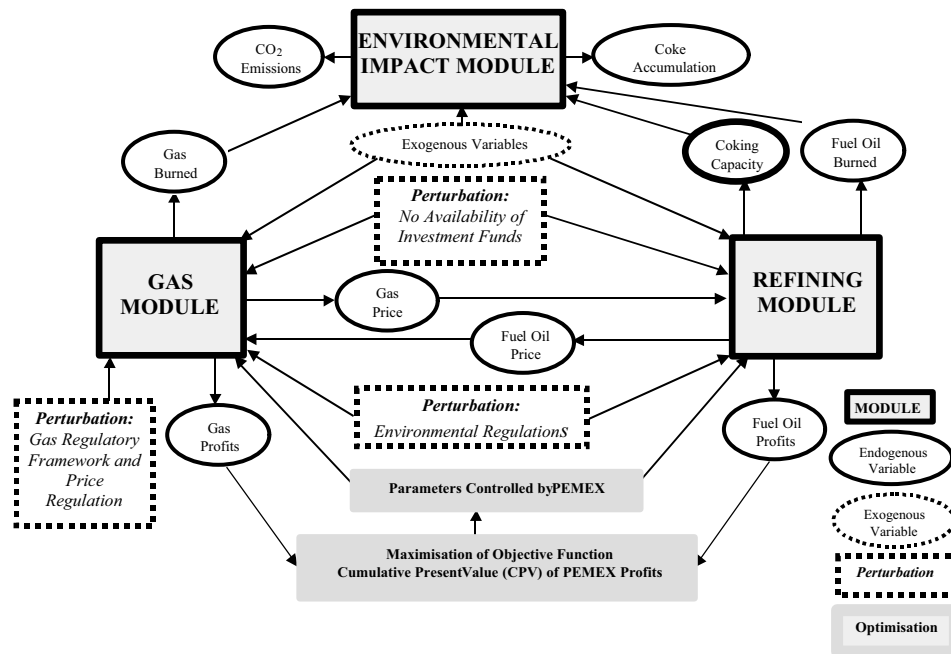 CO2
Emissions
ENVIRONMENTAL
IMPACT MODULE
Coke
Accumulation
Gas
Burned
Exogenous Variables
Coking
Capacity
Fuel Oil
Burned
Perturbation:
No Availability of
Investment Funds
GAS
MODULE
Gas
Price
REFINING
MODULE
Fuel Oil
Price
Perturbation:
Gas Regulatory
Framework and
Price
Regulation
Gas
Profits
Perturbation:
Environmental Regulations
Fuel Oil
Profits
Parameters Controlled byPEMEX
Maximisation of Objective Function
Cumulative PresentValue (CPV) of PEMEX Profits
MODULE
Endogenous
Variable
Exogenous
Variable
Perturbation
Optimisation